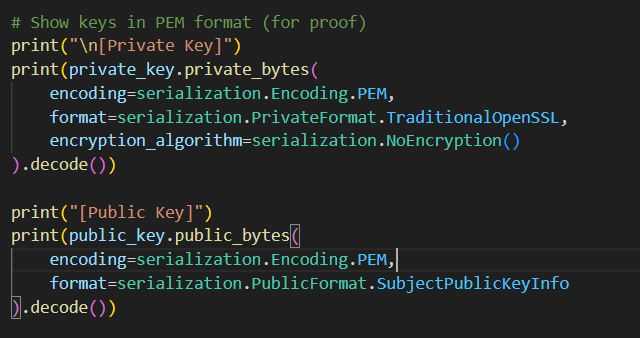 # Show keys in PEM format (for proof)
print("\n[Private Key]")
print(private_key.private_bytes(
    encoding=serialization.Encoding.PEM,
    format=serialization.PrivateFormat.TraditionalOpenSSL,
    encryption_algorithm=serialization.NoEncryption()
).decode())

print("[Public Key]")
print(public_key.public_bytes(
    encoding=serialization.Encoding.PEM,
    format=serialization.PublicFormat.SubjectPublicKeyInfo
).decode())